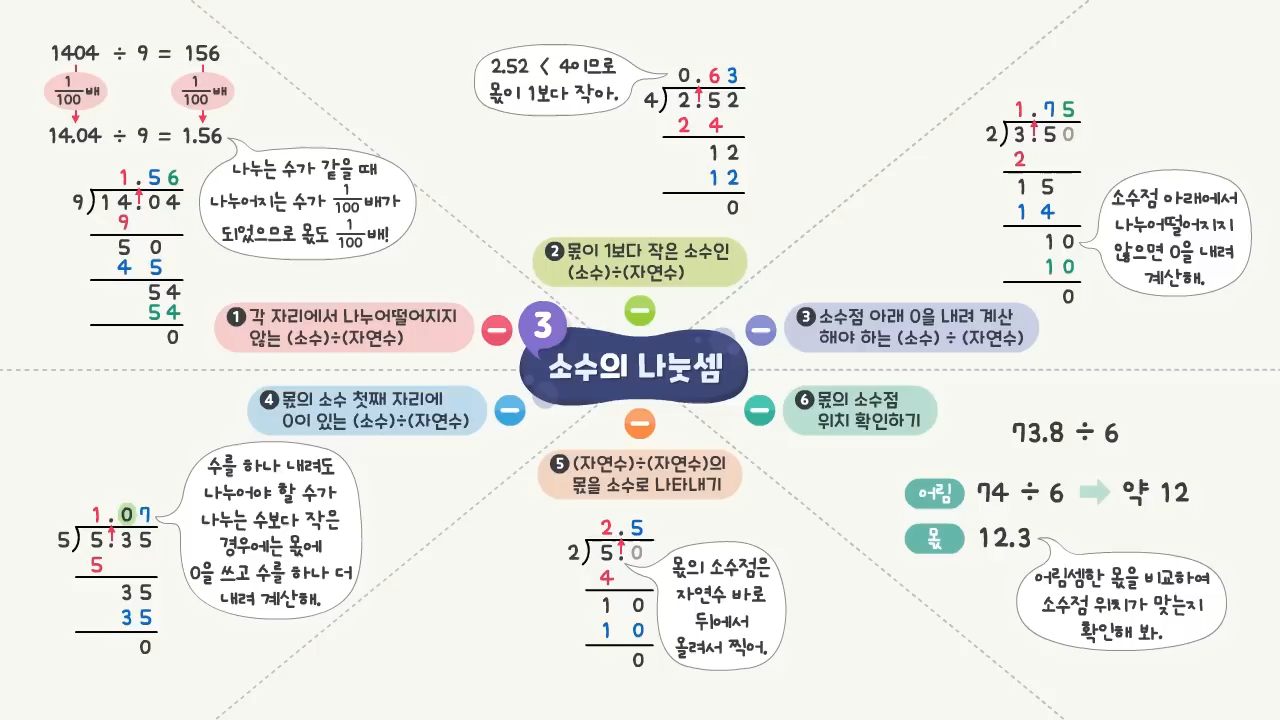 1404 ÷ 9 = 156
1/100 배 1/100 배
14.04 ÷ 9 = 1.56
나누는 수가 같을 때
나누어지는 수가 1/100 배가
되었으므로 몫도 1/100 배!
1.56
9)14.04
9
5 0
4 5
54
54
0
❶ 각 자리에서 나누어떨어지지
않는 (소수)÷(자연수)
2.52 < 4이므로
몫이 1보다 작아.
0.63
4)2.52
2 4
12
12
0
❷ 몫이 1보다 작은 소수인
(소수)÷(자연수)
1.75
2)3.50
2
1 5
1 4
10
10
0
소수점 아래에서
나누어떨어지지
않으면 0을 내려
계산해.
❸ 소수점 아래 0을 내려 계산
해야 하는 (소수) ÷ (자연수)
3
소수의 나눗셈
❹ 몫의 소수 첫째 자리에
0이 있는 (소수)÷(자연수)
수를 하나 내려도
나누어야 할 수가
나누는 수보다 작은
경우에는 몫에
0을 쓰고 수를 하나 더
내려 계산해.
1.07
5)5.35
5
35
35
0
❺ (자연수)÷(자연수)의
몫을 소수로 나타내기
2.5
2)5.0
4
1 0
1 0
0
몫의 소수점은
자연수 바로
뒤에서
올려서 찍어.
❻ 몫의 소수점
위치 확인하기
73.8 ÷ 6
어림 74 ÷ 6 약 12
몫 12.3
어림셈한 몫을 비교하여
소수점 위치가 맞는지
확인해 봐.